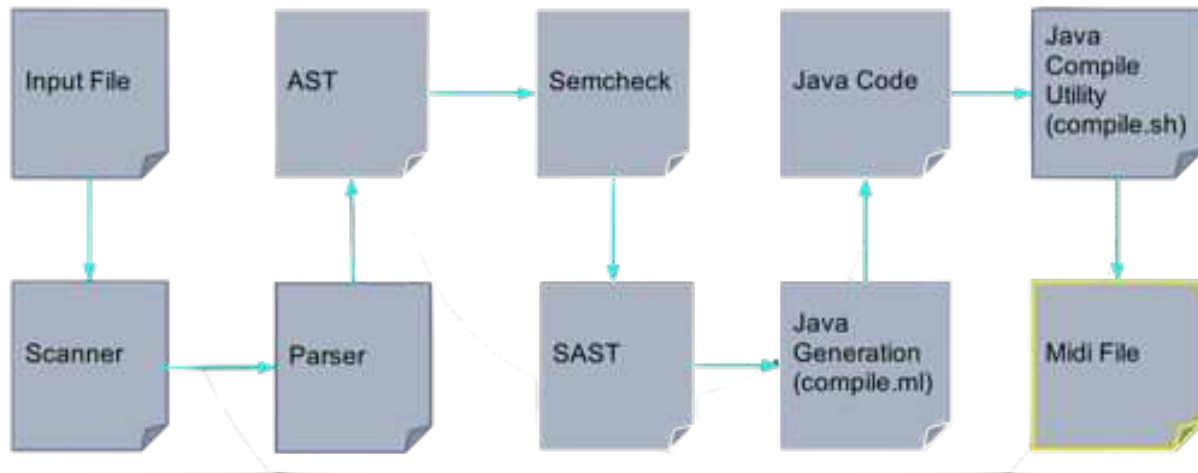 Input File
AST
Semcheck
Java Code
Java
Compile
Utility
(compile.sh)
Scanner
Parser
SAST
Java
Generation
(compile.ml)
Midi File